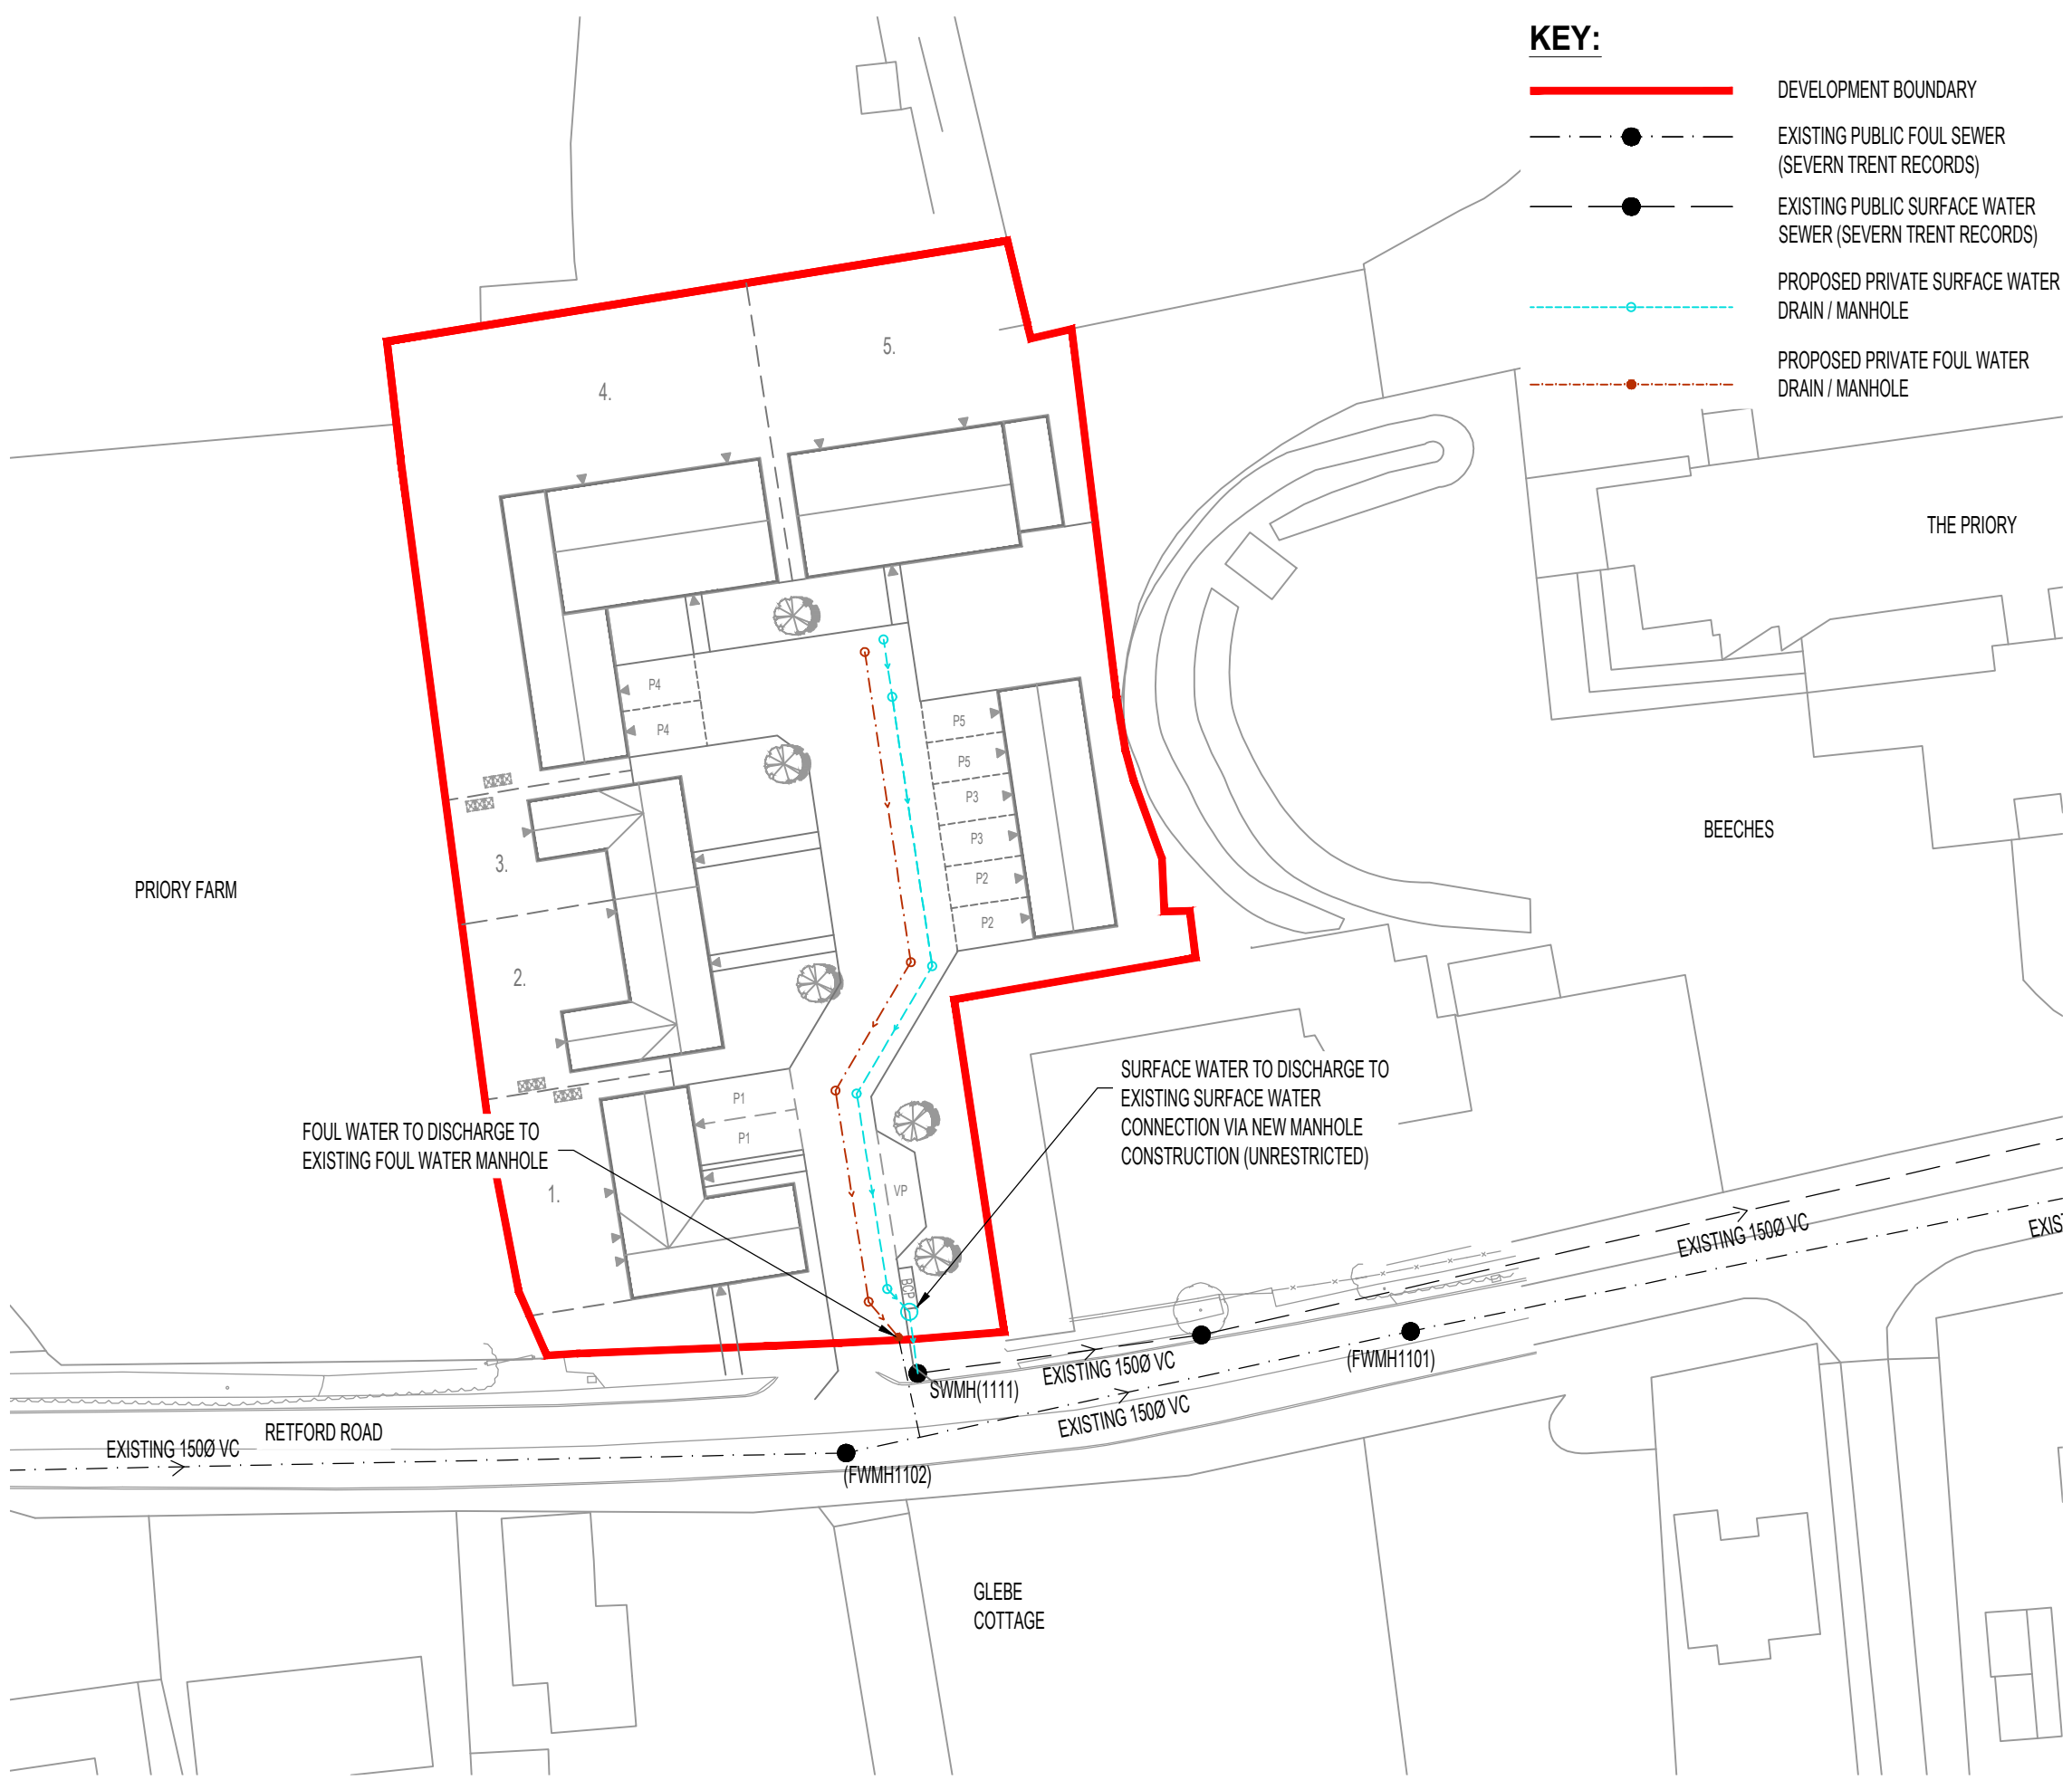 KEY:
DEVELOPMENT BOUNDARY
EXISTING PUBLIC FOUL SEWER
(SEVERN TRENT RECORDS)
EXISTING PUBLIC SURFACE WATER
SEWER (SEVERN TRENT RECORDS)
PROPOSED PRIVATE SURFACE WATER
DRAIN / MANHOLE
PROPOSED PRIVATE FOUL WATER
DRAIN / MANHOLE
5.
4.
THE PRIORY
P4
P4
P5
P5
P3
P3
P2
P2
BEECHES
3.
PRIORY FARM
2.
SURFACE WATER TO DISCHARGE TO
EXISTING SURFACE WATER
CONNECTION VIA NEW MANHOLE
CONSTRUCTION (UNRESTRICTED)
P1
P1
FOUL WATER TO DISCHARGE TO
EXISTING FOUL WATER MANHOLE
1.
VP
BCP
EXISTING 150Ø VC
EXIS
(FWMH1101)
EXISTING 150Ø VC
SWMH(1111)
EXISTING 150Ø VC
RETFORD ROAD
EXISTING 150Ø VC
(FWMH1102)
GLEBE
COTTAGE